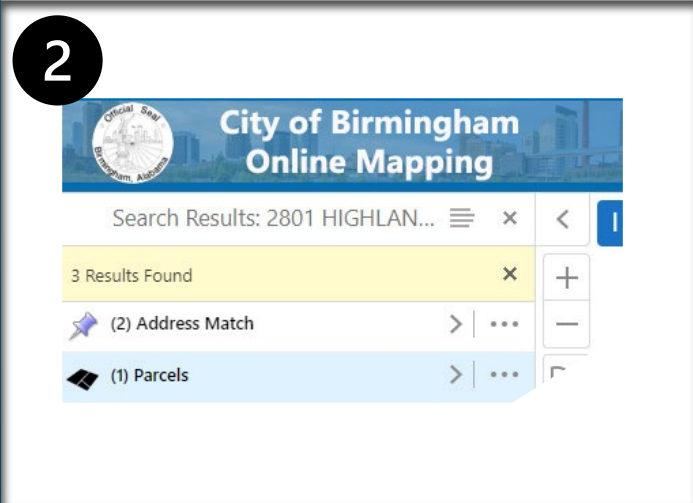 2
City of Birmingham
Online Mapping
Official Seal
Birmingham, Alabama
Search Results: 2801 HIGHLAN...
3 Results Found
(2) Address Match
(1) Parcels